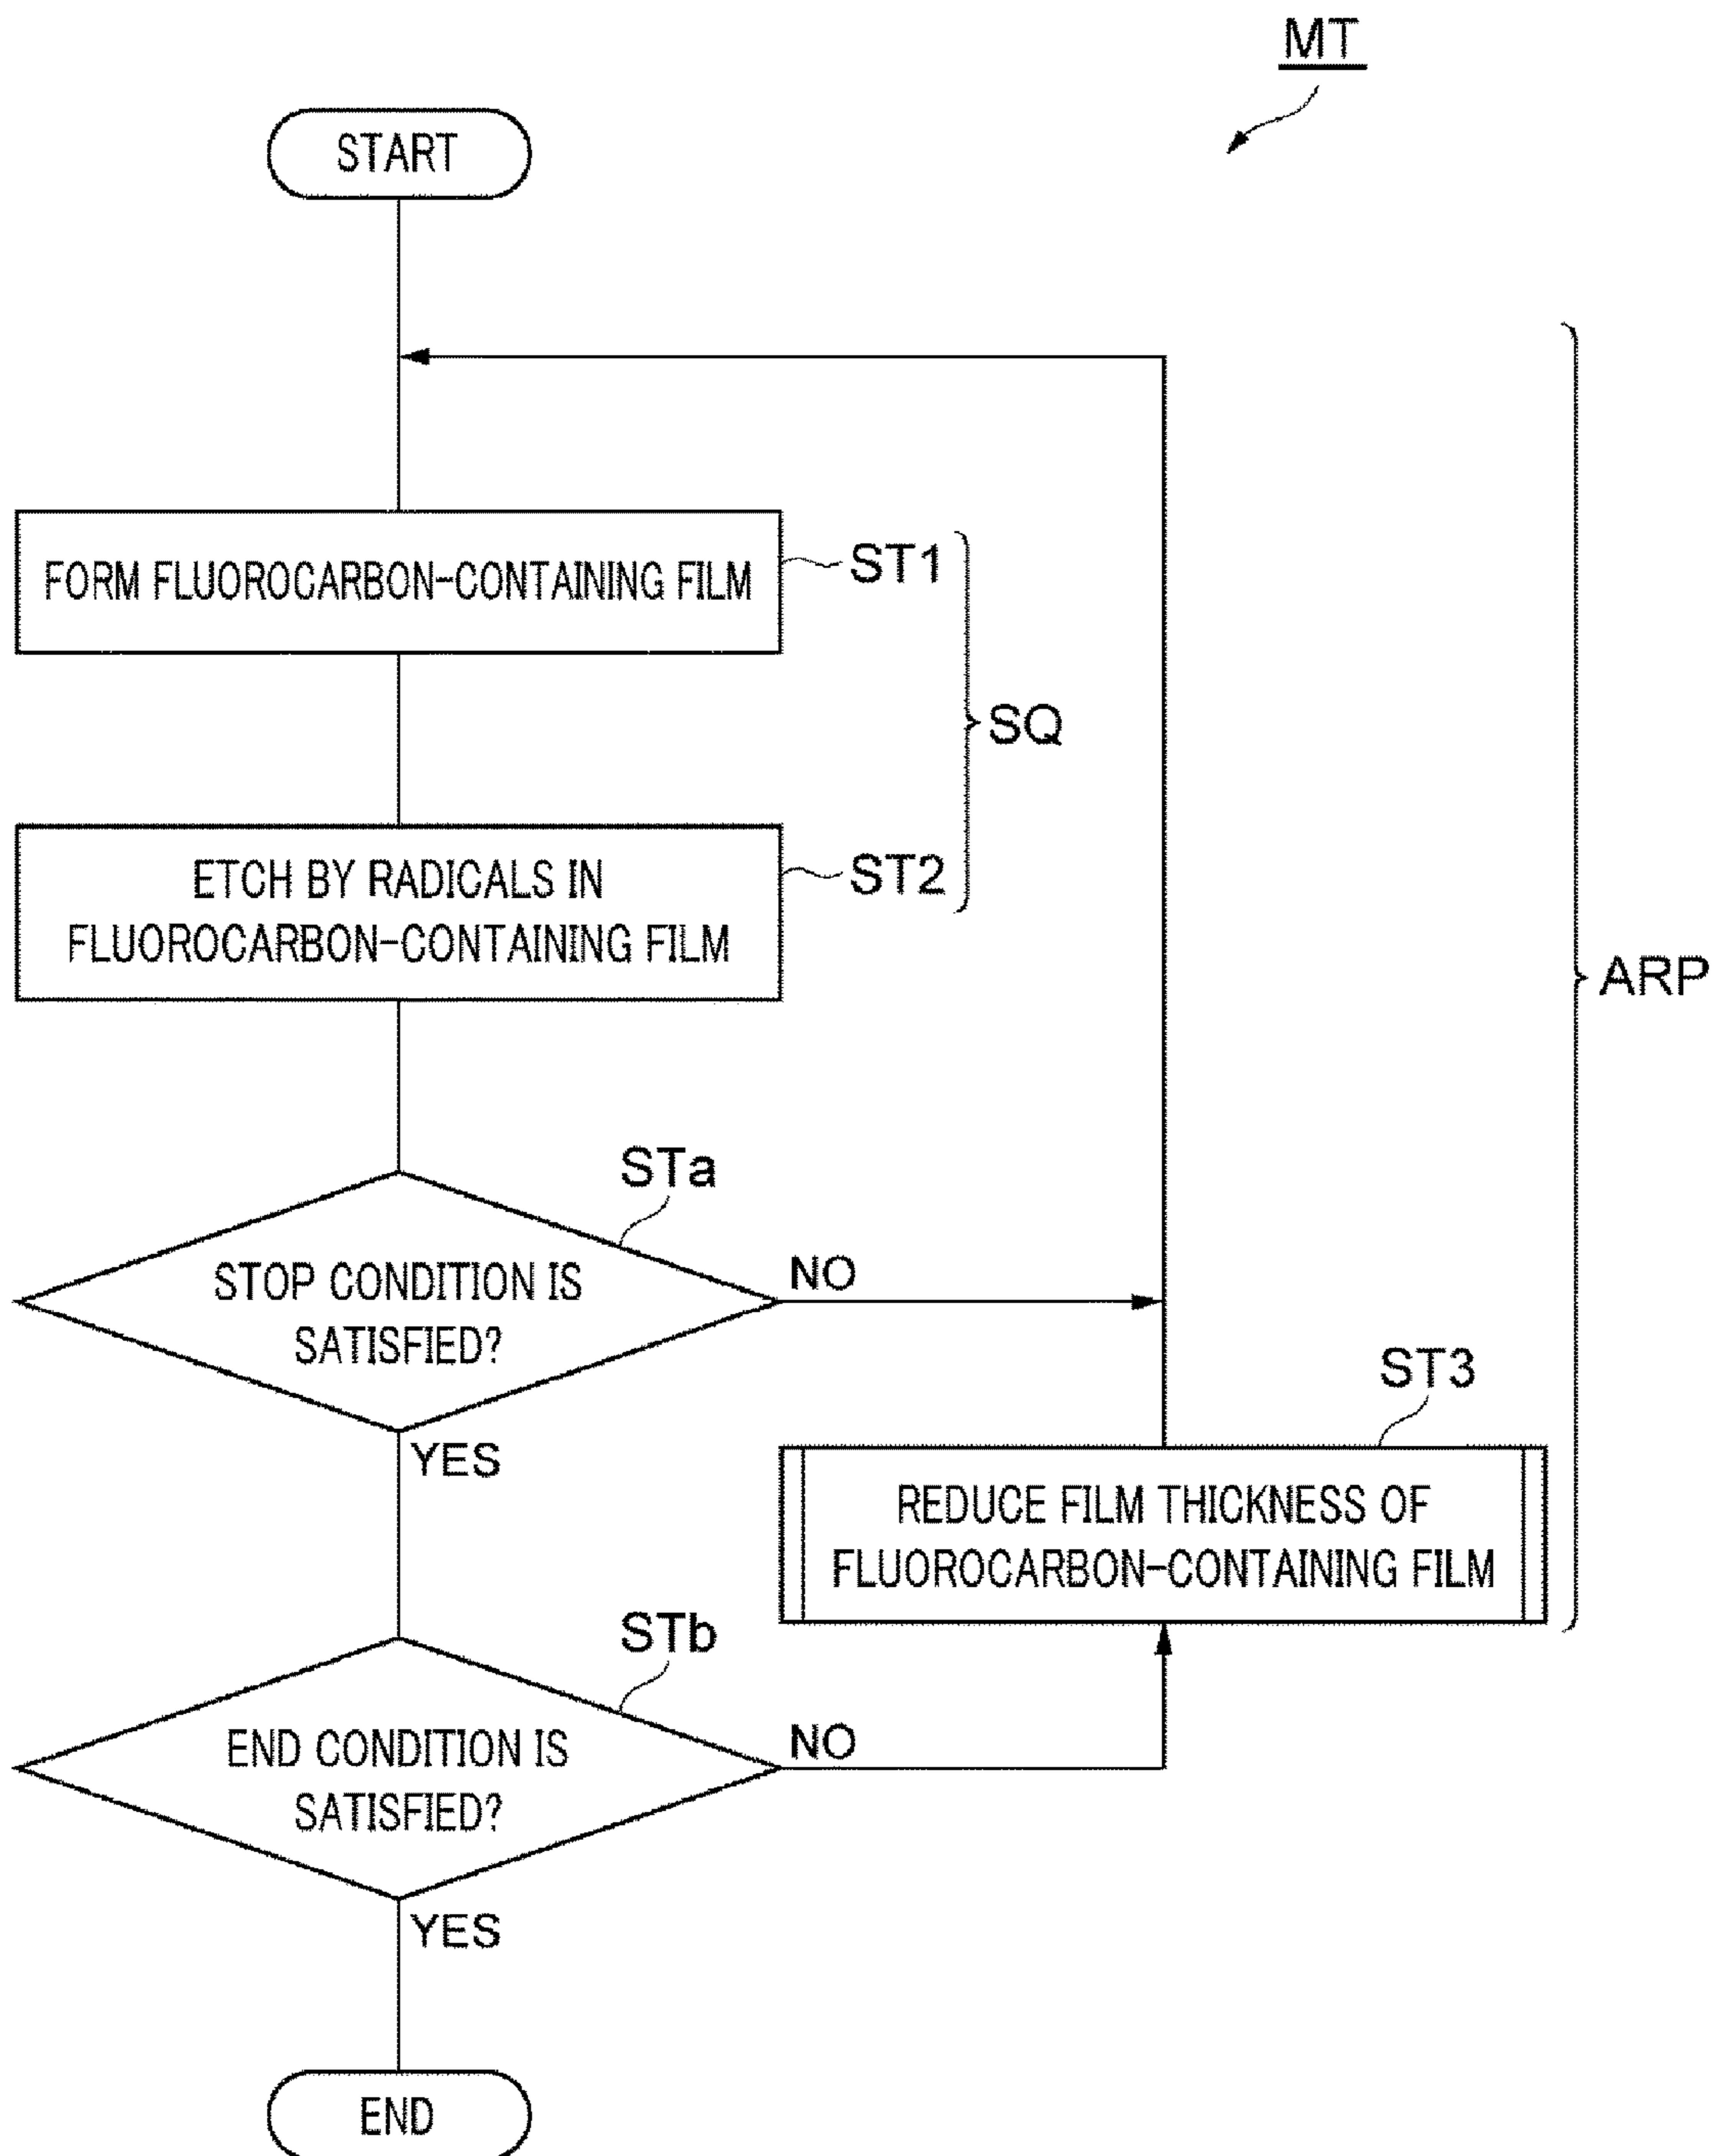 MT
START
FORM FLUOROCARBON-CONTAINING FILM
ST1
SQ
ETCH BY RADICALS IN
FLUOROCARBON-CONTAINING FILM
ST2
ARP
STa
STOP CONDITION IS
SATISFIED?
NO
YES
ST3
REDUCE FILM THICKNESS OF
FLUOROCARBON-CONTAINING FILM
STb
END CONDITION IS
SATISFIED?
NO
YES
END